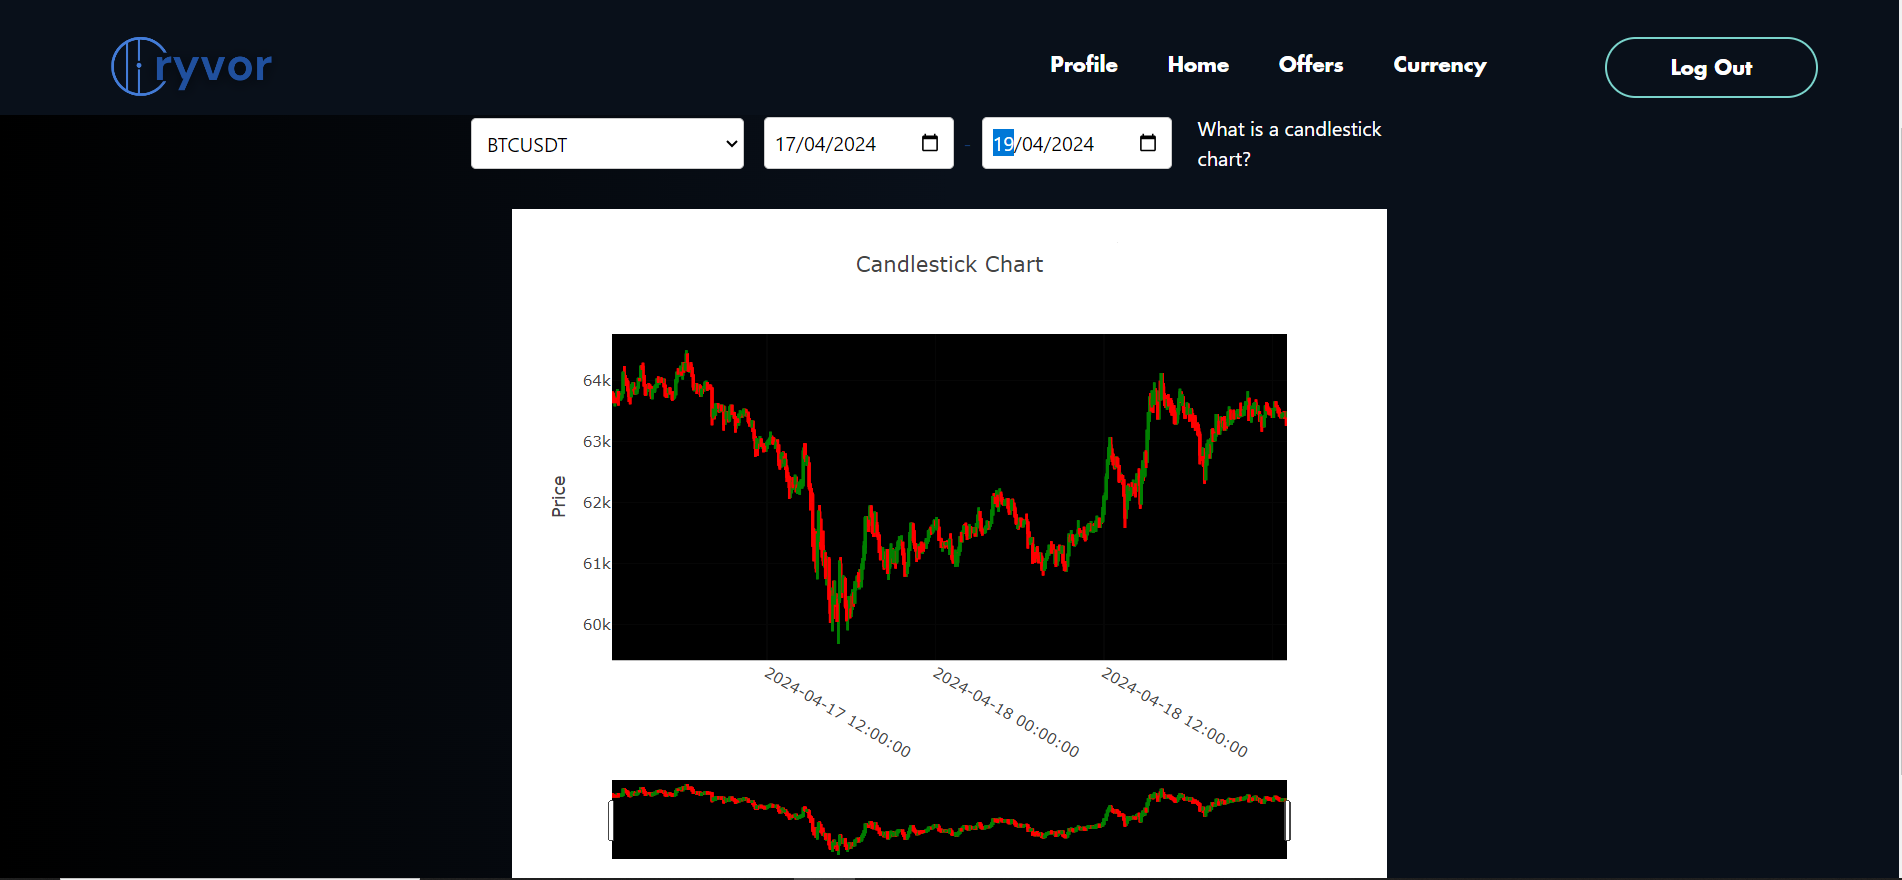 ryvor
Profile Home Offers Currency Log Out
BTCUSDT 17/04/2024 - 19/04/2024 What is a candlestick
chart?
Candlestick Chart
Price
64k
63k
62k
61k
60k
2024-04-17 12:00:00
2024-04-18 00:00:00
2024-04-18 12:00:00